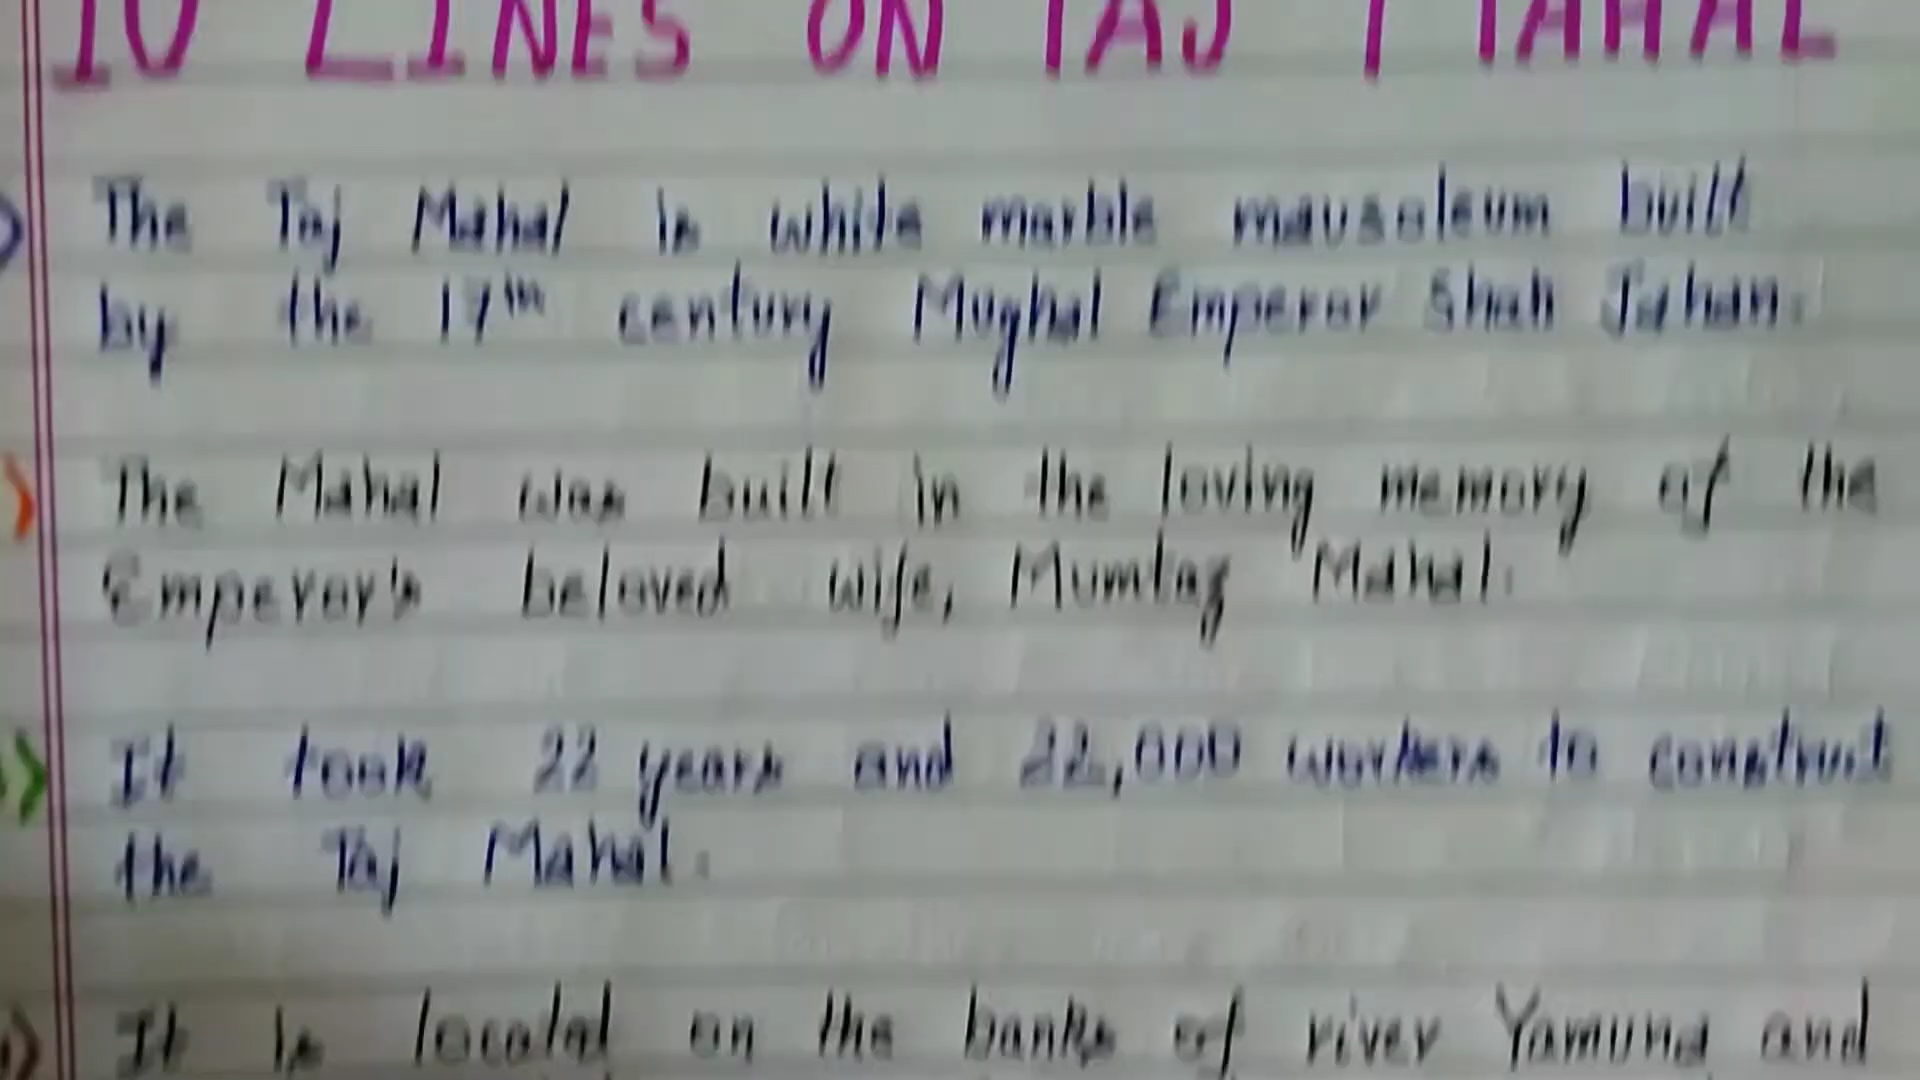 10 LINES ON TAJ MAHAL
The Taj Mahal is white marble mausoleum built
by the 17th century Mughal Emperor Shah Jahan.
The Mahal was built in the loving memory of the
Emperor's beloved wife, Mumtaz Mahal.
It took 22 years and 22,000 workers to construct
the Taj Mahal.
It is located on the banks of river Yamuna and